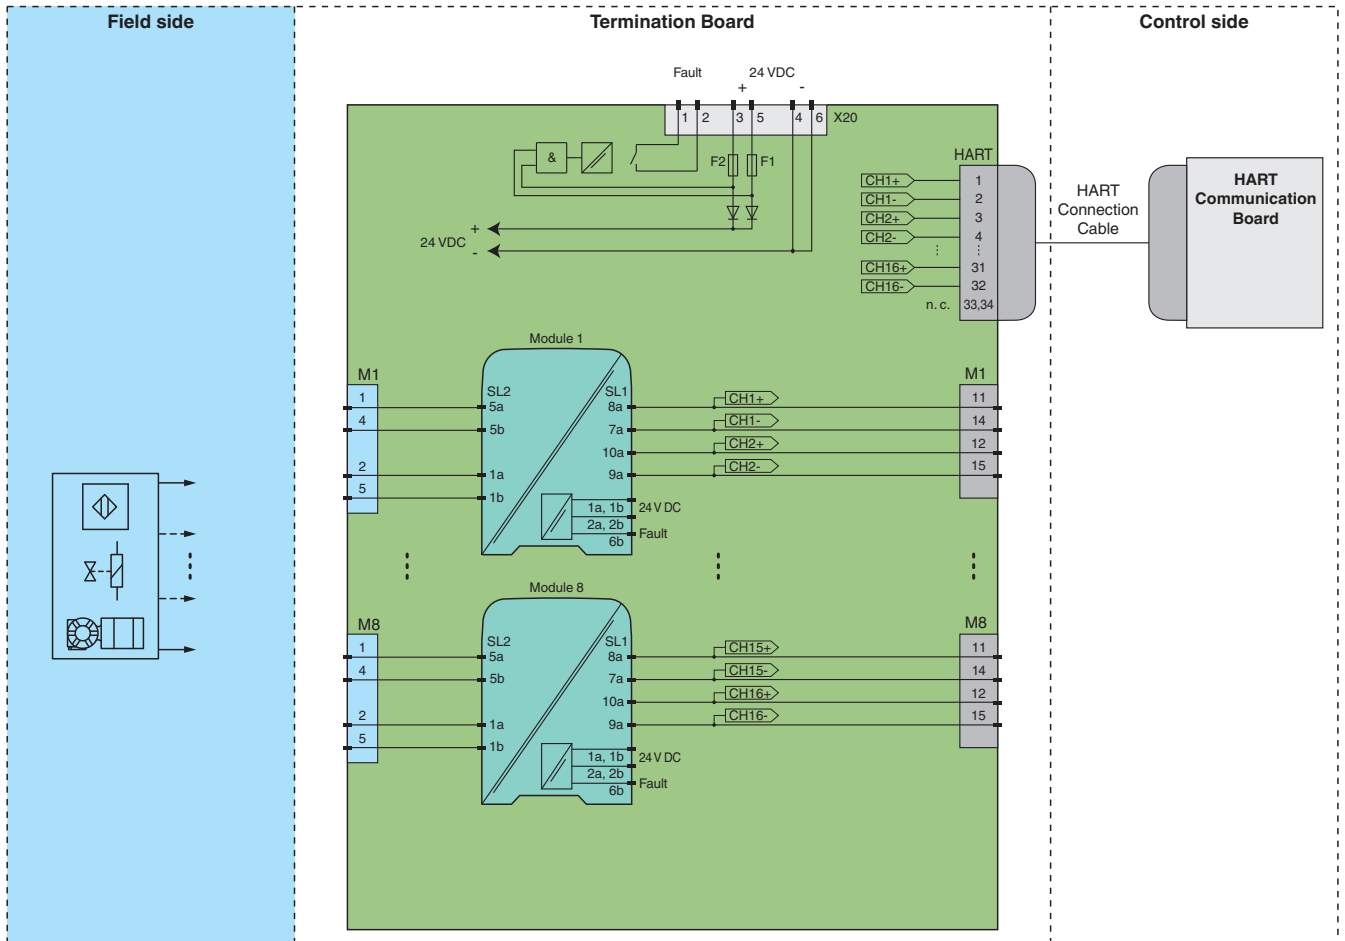 Field side
Termination Board
Control side
Fault
24 VDC
+
-
1
2
3
5
4
6
X20
&
F2
F1
+
24 VDC
-
HART
CH1+
1
CH1-
2
CH2+
3
CH2-
4
CH16+
31
CH16-
32
n. c.
33,34
HART
Connection
Cable
HART
Communication
Board
Module 1
M1
1
4
2
5
SL2
5a
5b
1a
1b
SL1
8a
7a
10a
9a
1a, 1b
24 V DC
2a, 2b
Fault
6b
CH1+
CH1-
CH2+
CH2-
M1
11
14
12
15
Module 8
M8
1
4
2
5
SL2
5a
5b
1a
1b
SL1
8a
7a
10a
9a
1a, 1b
24 V DC
2a, 2b
Fault
6b
CH15+
CH15-
CH16+
CH16-
M8
11
14
12
15